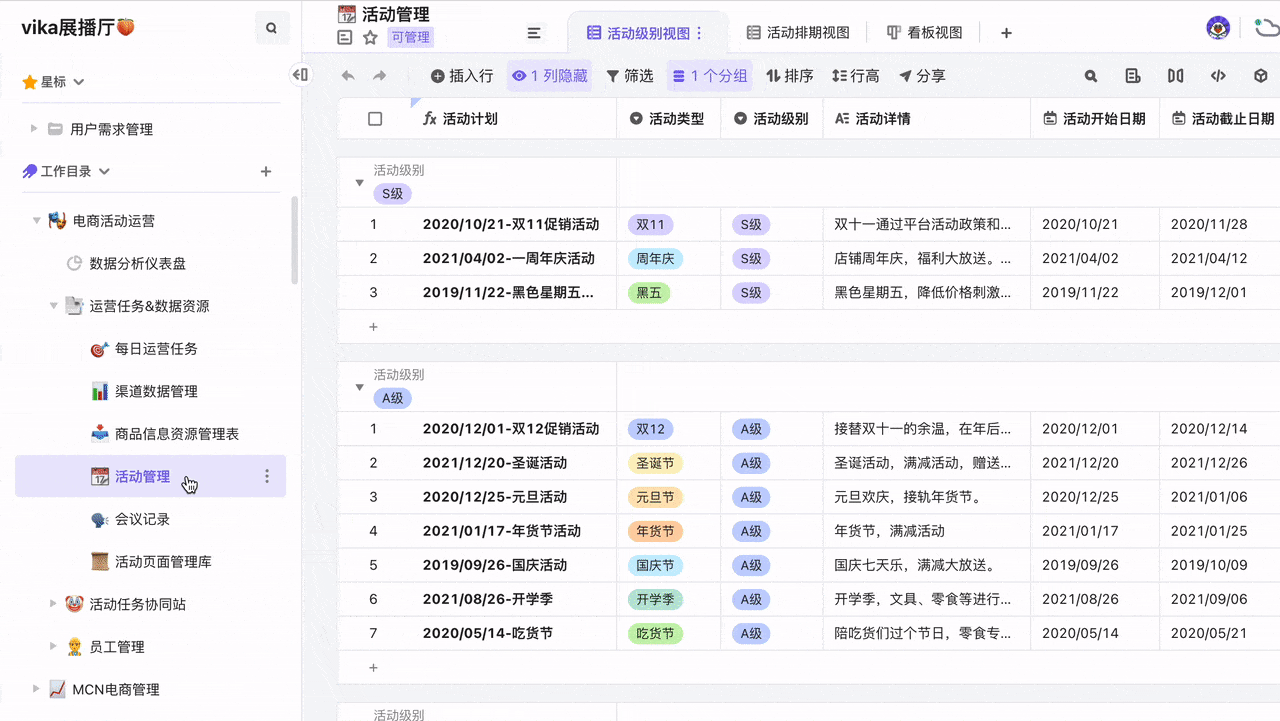 vika展播厅
星标
用户需求管理
工作目录
电商活动运营
数据分析仪表盘
运营任务&数据资源
每日运营任务
渠道数据管理
商品信息资源管理表
活动管理
会议记录
活动页面管理库
活动任务协同站
员工管理
MCN电商管理
活动管理
可管理
活动级别视图
活动排期视图
看板视图
插入行
1 列隐藏
筛选
1 个分组
排序
行高
分享
活动计划 活动类型 活动级别 活动详情 活动开始日期 活动截止日期
活动级别
S级
1 2020/10/21-双11促销活动 双11 S级 双十一通过平台活动政策和... 2020/10/21 2020/11/28
2 2021/04/02-一周年庆活动 周年庆 S级 店铺周年庆，福利大放送。... 2021/04/02 2021/04/12
3 2019/11/22-黑色星期五... 黑五 S级 黑色星期五，降低价格刺激... 2019/11/22 2019/12/01
活动级别
A级
1 2020/12/01-双12促销活动 双12 A级 接替双十一的余温，在年后... 2020/12/01 2020/12/14
2 2021/12/20-圣诞活动 圣诞节 A级 圣诞活动，满减活动，赠送... 2021/12/20 2021/12/26
3 2020/12/25-元旦活动 元旦节 A级 元旦欢庆，接轨年货节。 2020/12/25 2021/01/06
4 2021/01/17-年货节活动 年货节 A级 年货节，满减活动 2021/01/17 2021/01/25
5 2019/09/26-国庆活动 国庆节 A级 国庆七天乐，满减大放送。 2019/09/26 2019/10/09
6 2021/08/26-开学季 开学季 A级 开学季，文具、零食等进行... 2021/08/26 2021/09/06
7 2020/05/14-吃货节 吃货节 A级 陪吃货们过个节日，零食专... 2020/05/14 2020/05/21
活动级别